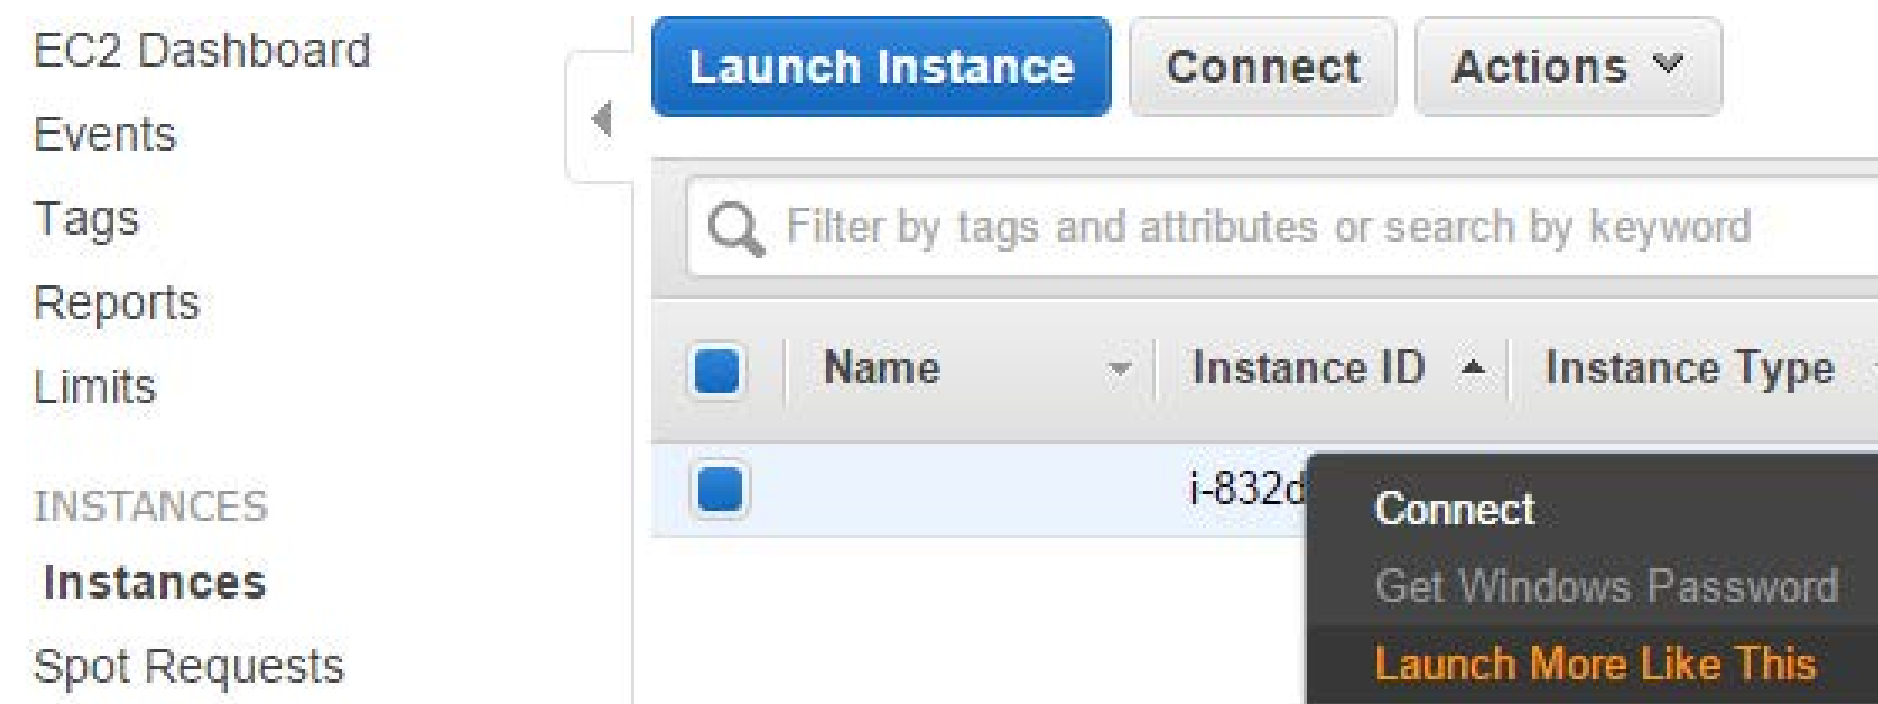 EC2 Dashboard
Events
Tags
Reports
Limits
INSTANCES
Instances
Spot Requests
Launch Instance Connect Actions
Filter by tags and attributes or search by keyword
Name Instance ID Instance Type
i-832d
Connect
Get Windows Password
Launch More Like This